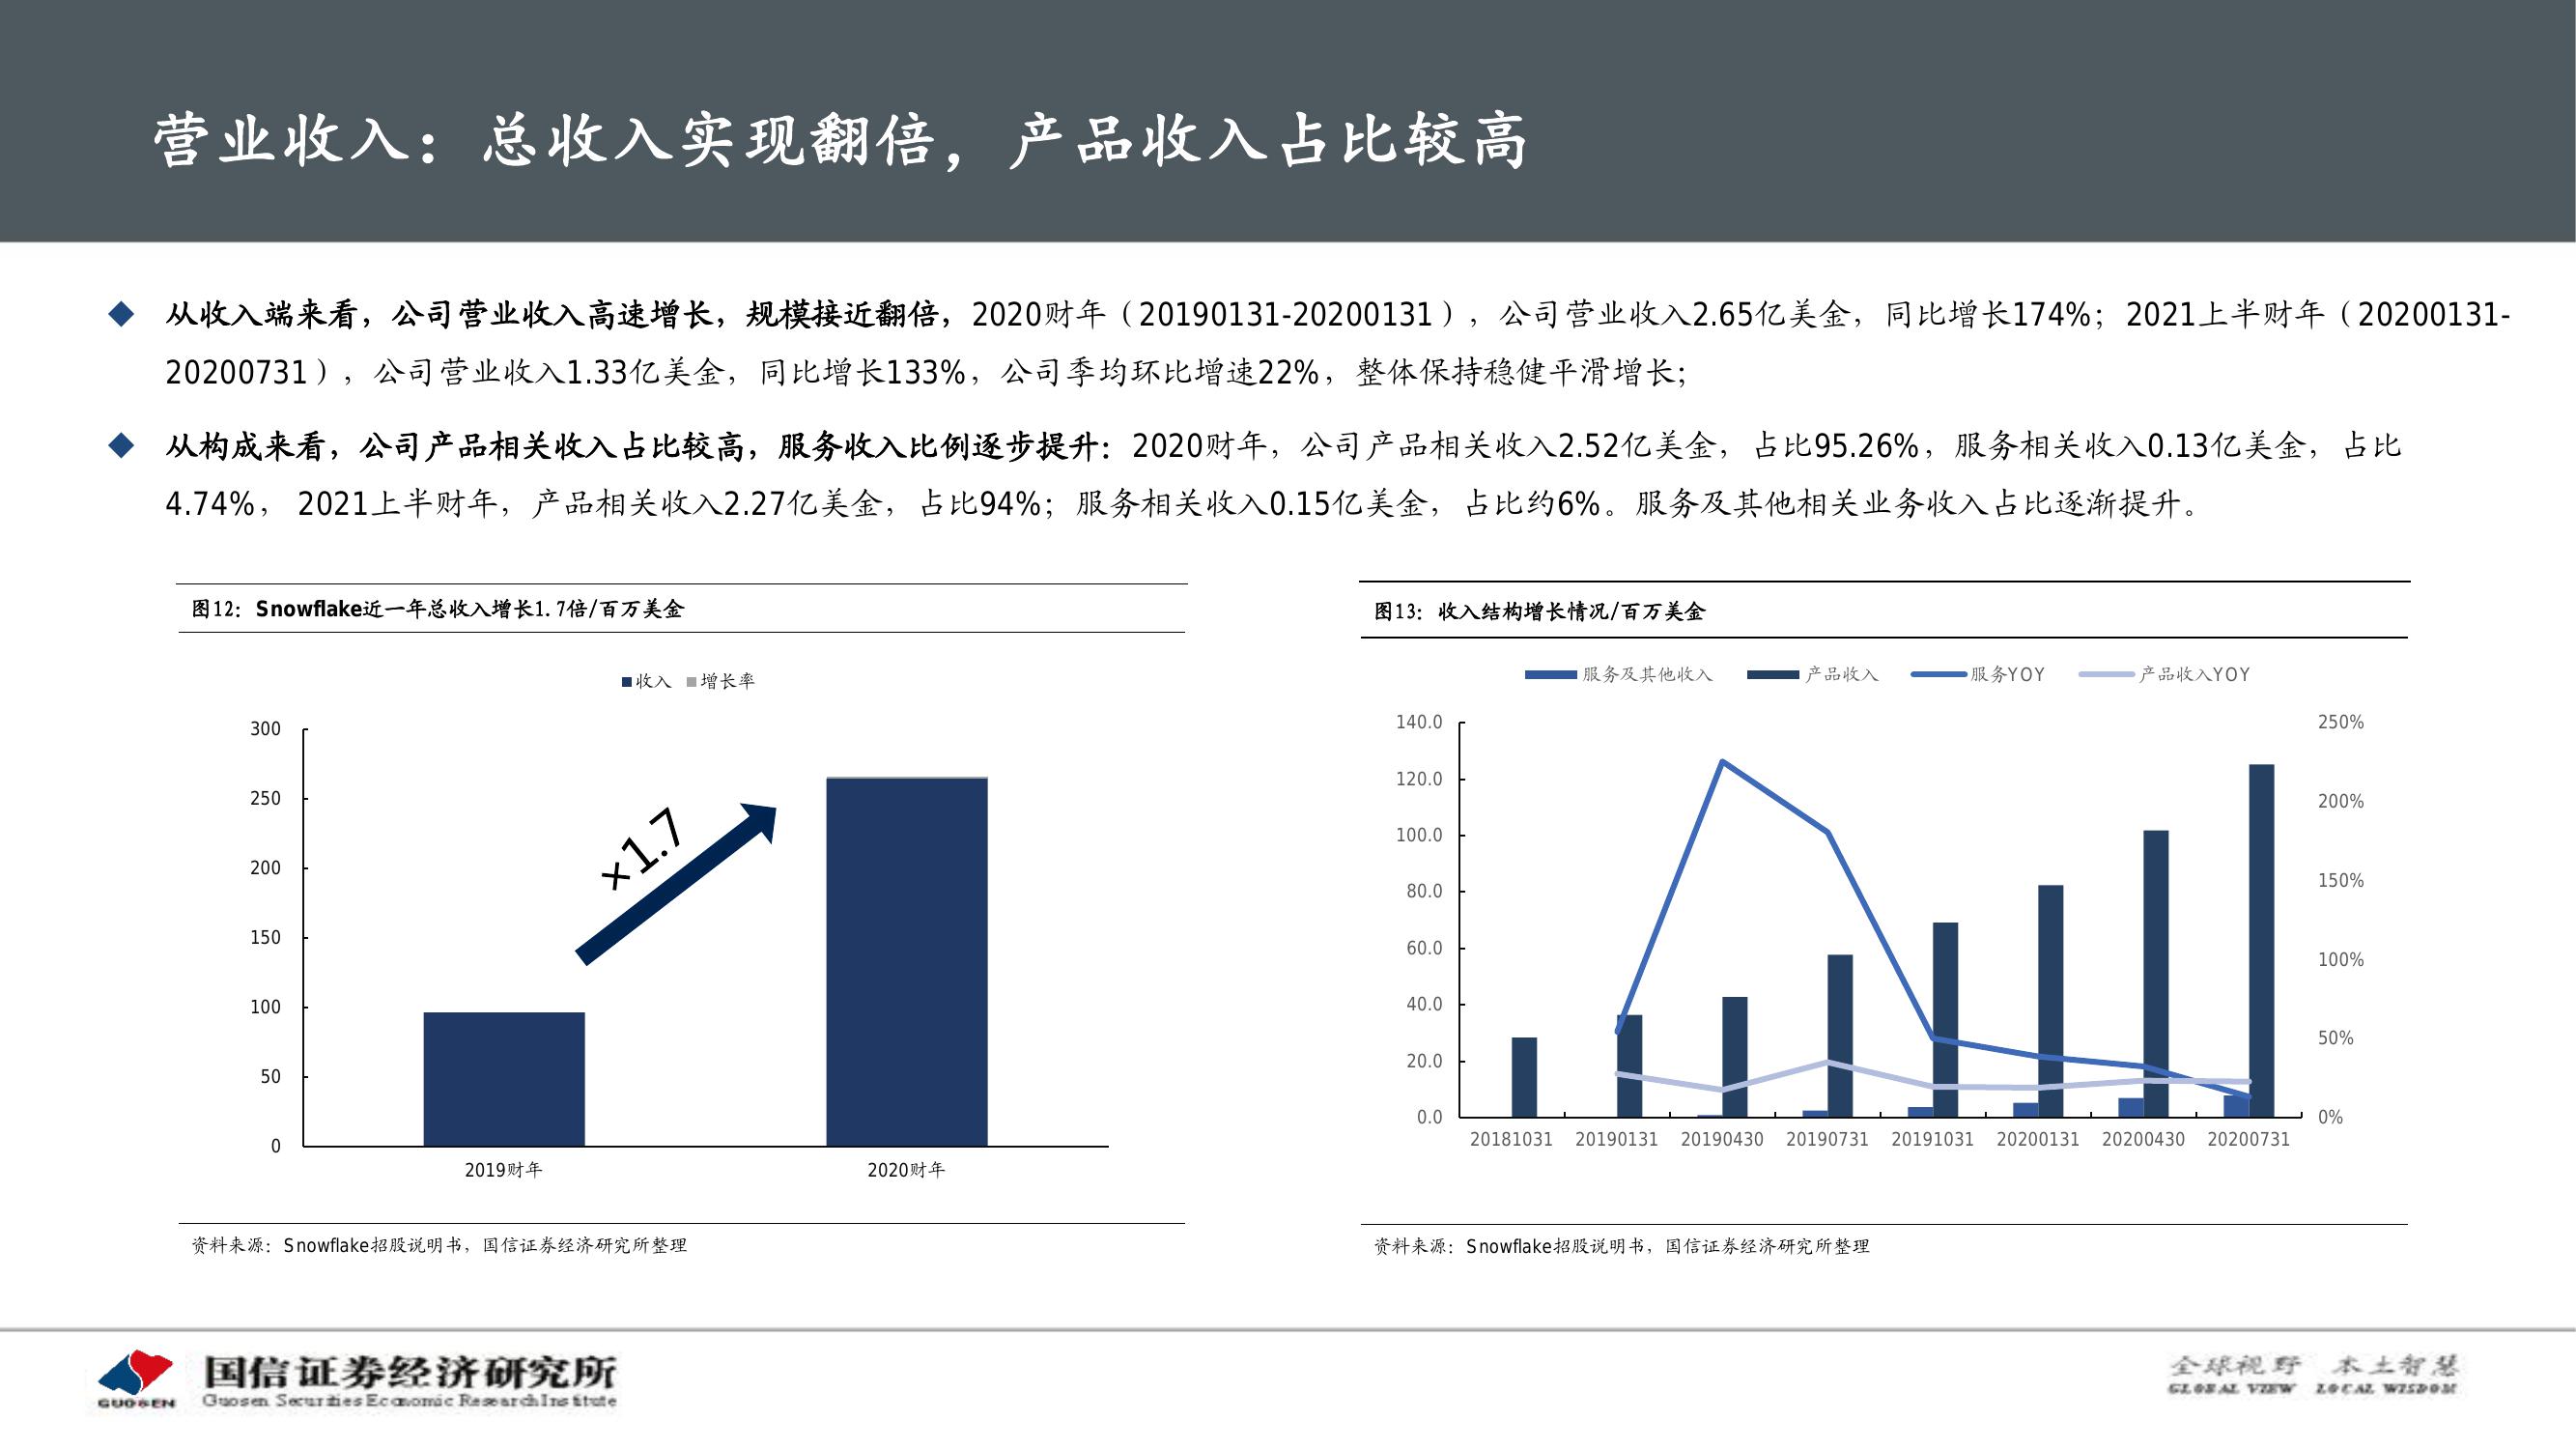 营业收入：总收入实现翻倍，产品收入占比较高
从收入端来看，公司营业收入高速增长，规模接近翻倍，2020财年（20190131-20200131），公司营业收入2.65亿美金，同比增长174%；2021上半财年（20200131-
20200731），公司营业收入1.33亿美金，同比增长133%，公司季均环比增速22%，整体保持稳健平滑增长；
从构成来看，公司产品相关收入占比较高，服务收入比例逐步提升：2020财年，公司产品相关收入2.52亿美金，占比95.26%，服务相关收入0.13亿美金，占比
4.74%， 2021上半财年，产品相关收入2.27亿美金，占比94%；服务相关收入0.15亿美金，占比约6%。服务及其他相关业务收入占比逐渐提升。
图12：Snowflake近一年总收入增长1.7倍/百万美金
收入 增长率
300
250
200
150
100
50
0
×1.7
2019财年 2020财年
资料来源：Snowflake招股说明书，国信证券经济研究所整理
图13：收入结构增长情况/百万美金
服务及其他收入 产品收入 服务YOY 产品收入YOY
140.0 250%
120.0 200%
100.0 150%
80.0 100%
60.0 50%
40.0 0%
20.0
0.0
20181031 20190131 20190430 20190731 20191031 20200131 20200430 20200731
资料来源：Snowflake招股说明书，国信证券经济研究所整理
GUOSEN
国信证券经济研究所
Guosen Securities Economic Research Institute
全球视野 本土智慧
GLOBAL VIEW LOCAL WISDOM